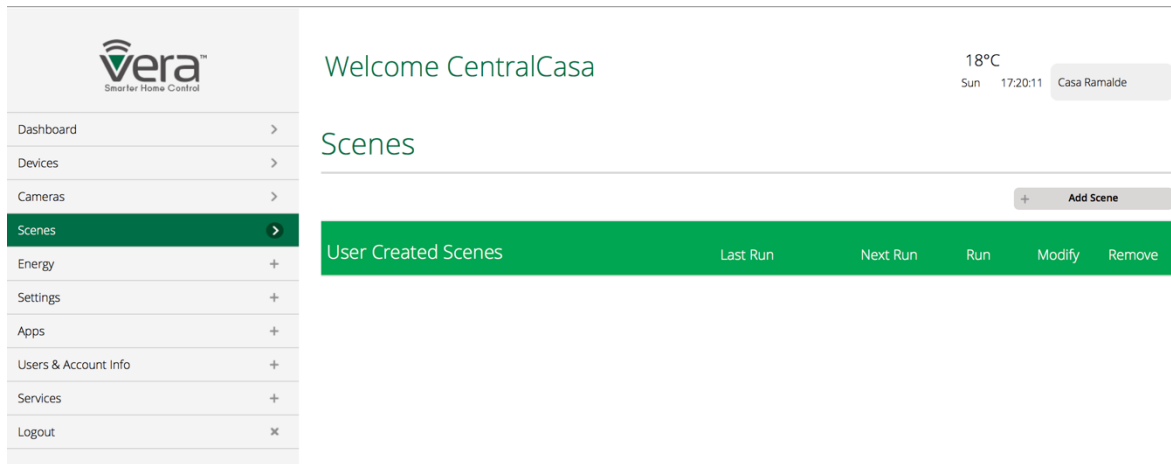 vera™
Smarter Home Control
Dashboard
Devices
Cameras
Scenes
Energy
Settings
Apps
Users & Account Info
Services
Logout
Welcome CentralCasa
18°C
Sun 17:20:11 Casa Ramalde
Scenes
+ Add Scene
User Created Scenes Last Run Next Run Run Modify Remove